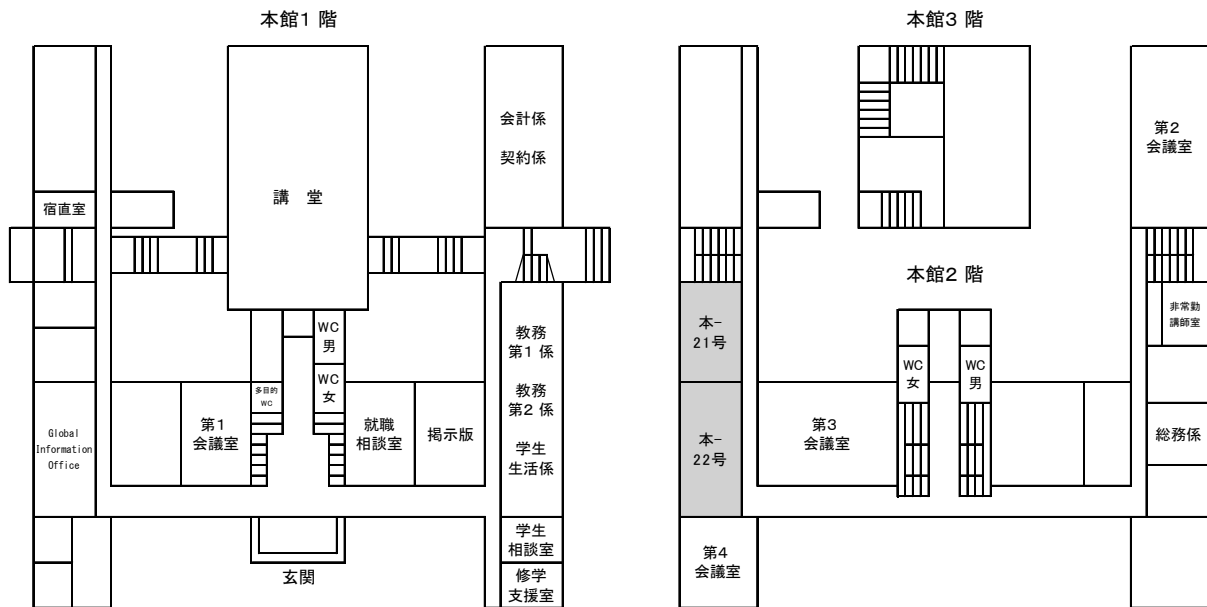 本館1 階
会計係
契約係
講 堂
宿直室
WC
男
WC
女
多目的
WC
教務
第1 係
教務
第2 係
学生
生活係
Global
Information
Office
第1
会議室
就職
相談室
掲示版
学生
相談室
修学
支援室
玄関
本館3 階
第2
会議室
本館2 階
本-
21号
非常勤
講師室
WC
女
WC
男
本-
22号
第3
会議室
総務係
第4
会議室